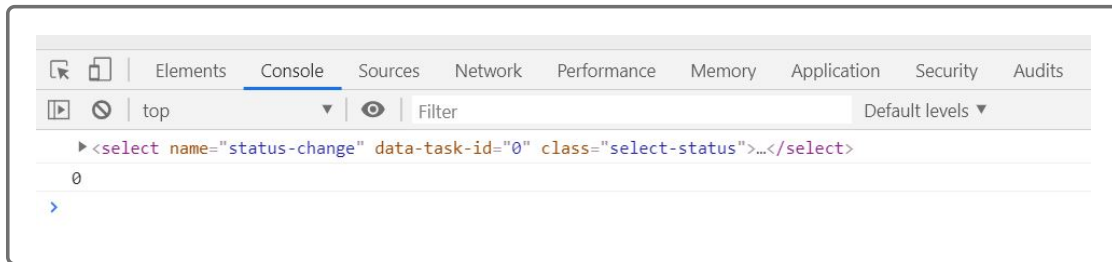 Elements Console Sources Network Performance Memory Application Security Audits
top ▼ Filter Default levels ▼
▶<select name="status-change" data-task-id="0" class="select-status">…</select>
0
>